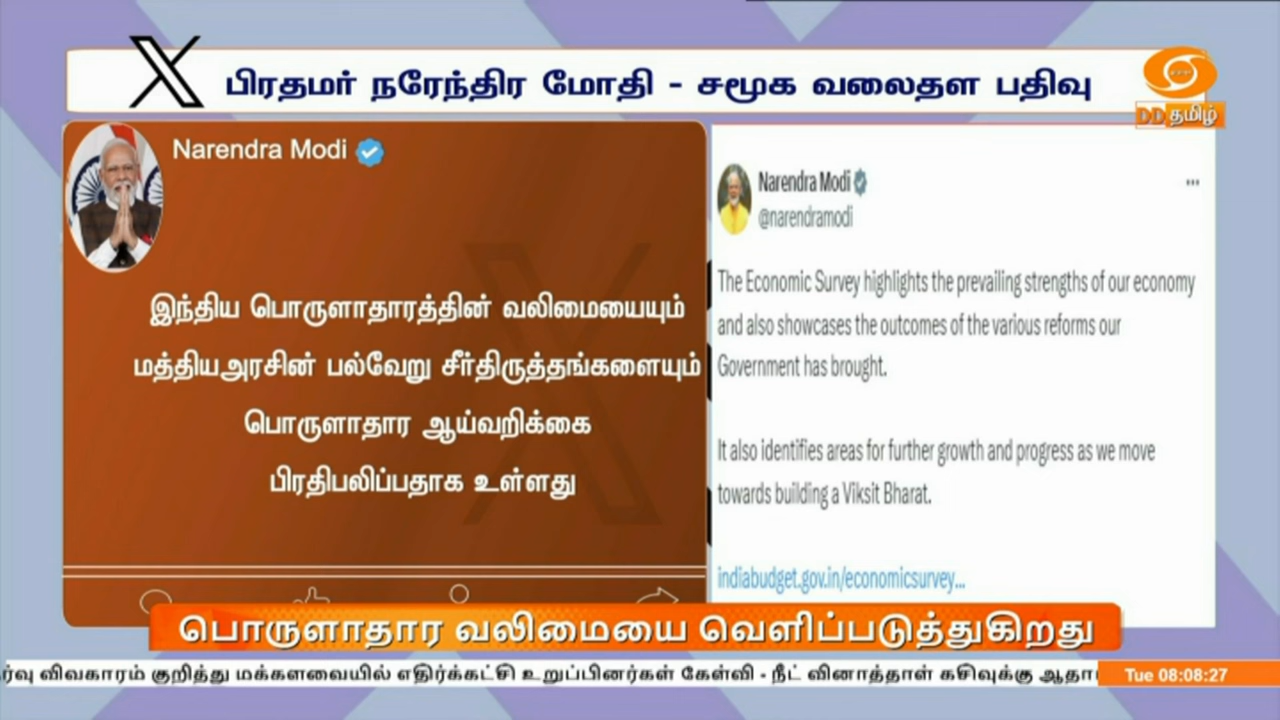 பிரதமர் நரேந்திர மோதி - சமூக வலைதள பதிவு
DD தமிழ்
Narendra Modi
இந்திய பொருளாதாரத்தின் வலிமையையும்
மத்தியஅரசின் பல்வேறு சீர்திருத்தங்களையும்
பொருளாதார ஆய்வறிக்கை
பிரதிபலிப்பதாக உள்ளது
Narendra Modi
@narendramodi
The Economic Survey highlights the prevailing strengths of our economy
and also showcases the outcomes of the various reforms our
Government has brought.
It also identifies areas for further growth and progress as we move
towards building a Viksit Bharat.
indiabudget.gov.in/economicsurvey...
பொருளாதார வலிமையை வெளிப்படுத்துகிறது
விவகாரம் குறித்து மக்களவையில் எதிர்க்கட்சி உறுப்பினர்கள் கேள்வி - நீட் வினாத்தாள் கசிவுக்கு
Tue 08:08:27